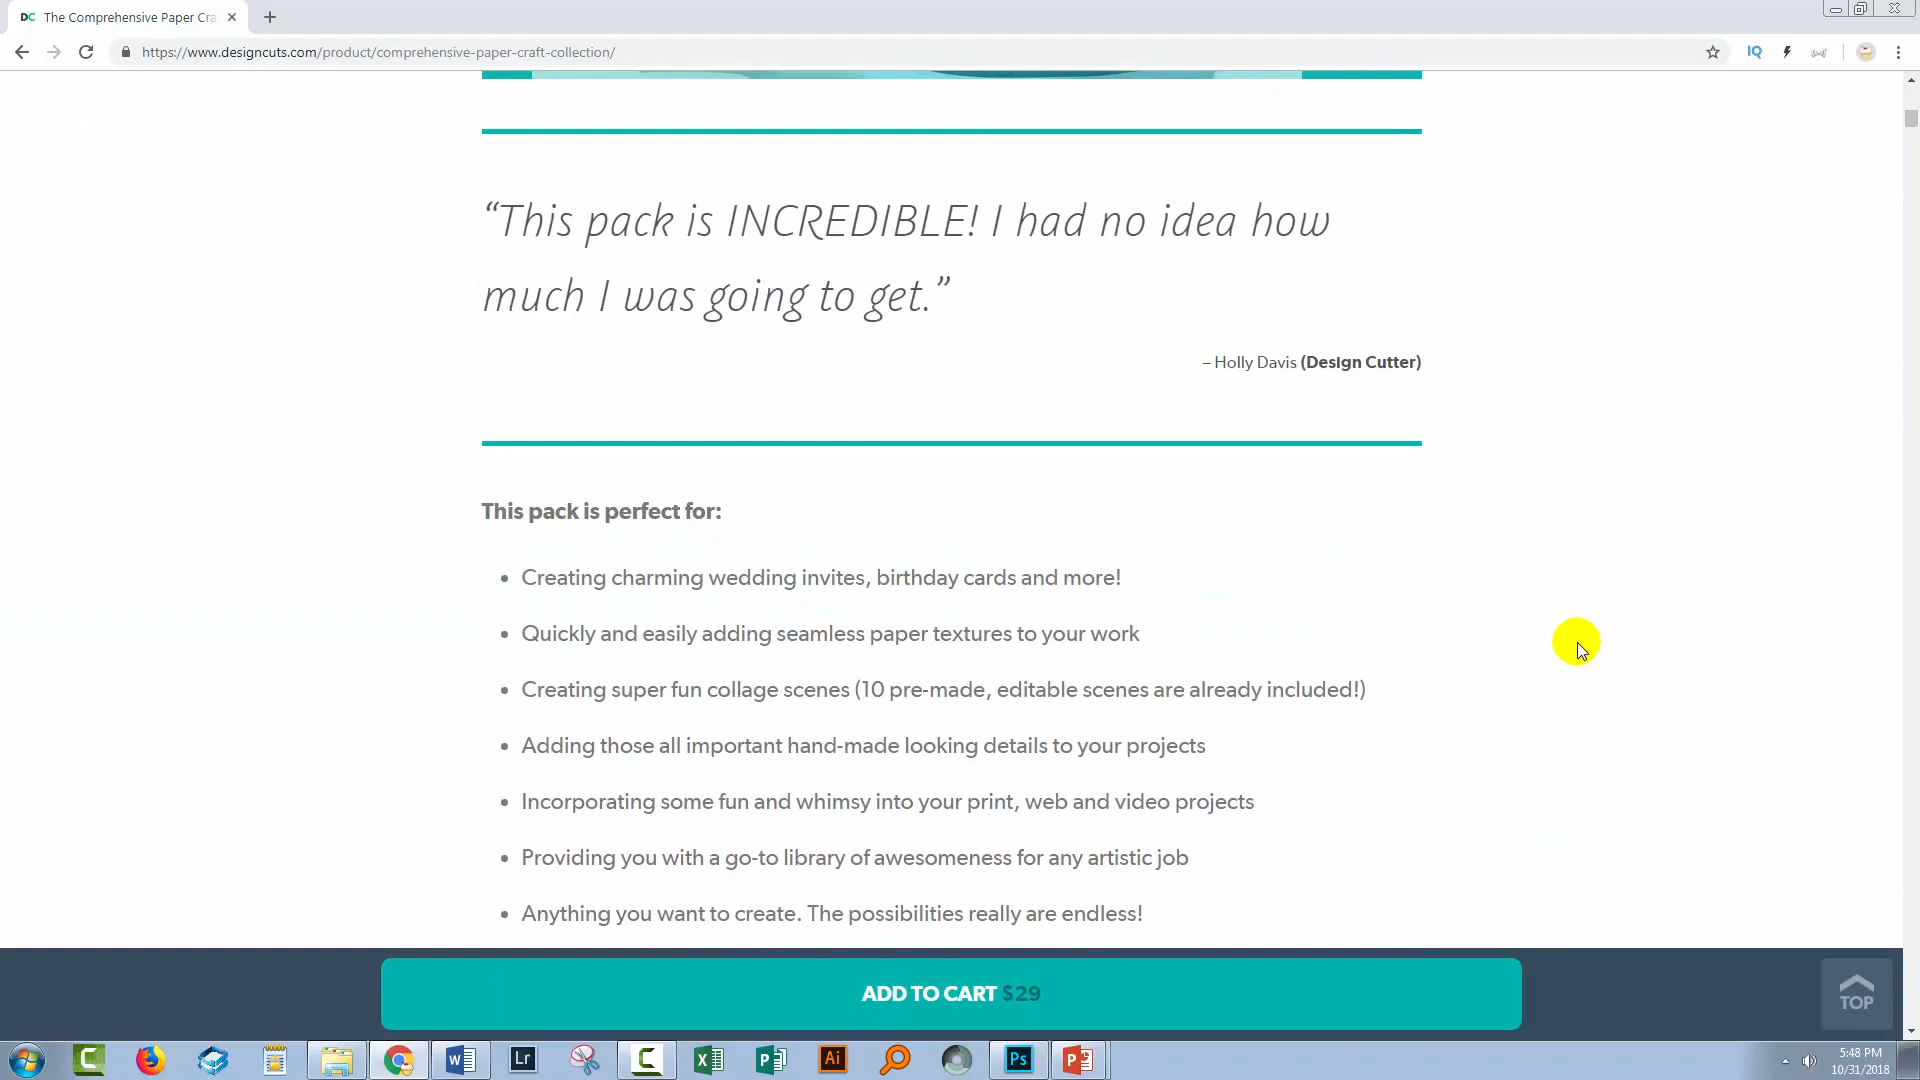 DC The Comprehensive Paper Cra
https://www.designcuts.com/product/comprehensive-paper-craft-collection/
IQ
“This pack is INCREDIBLE! I had no idea how
much I was going to get.”
– Holly Davis (Design Cutter)
This pack is perfect for:
• Creating charming wedding invites, birthday cards and more!
• Quickly and easily adding seamless paper textures to your work
• Creating super fun collage scenes (10 pre-made, editable scenes are already included!)
• Adding those all important hand-made looking details to your projects
• Incorporating some fun and whimsy into your print, web and video projects
• Providing you with a go-to library of awesomeness for any artistic job
• Anything you want to create. The possibilities really are endless!
ADD TO CART $29
TOP
C W Lr C X P Ai Ps P
5:48 PM
10/31/2018